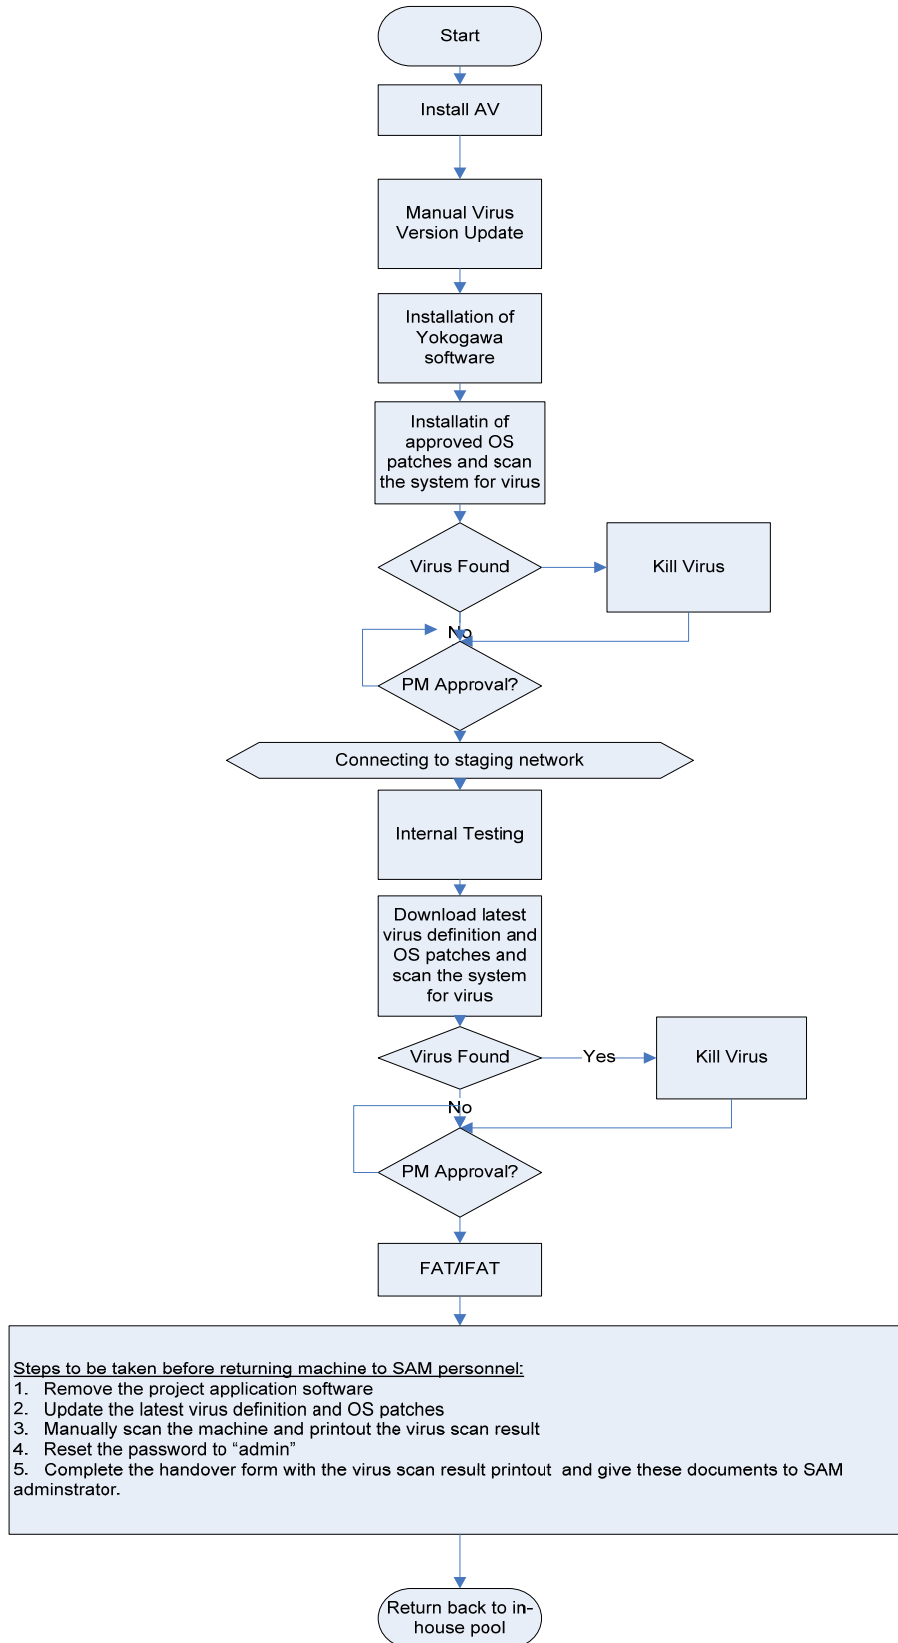 Start
Install AV
Manual Virus
Version Update
Installation of
Yokogawa
software
Installatin of
approved OS
patches and scan
the system for virus
Virus Found
Kill Virus
No
PM Approval?
Connecting to staging network
Internal Testing
Download latest
virus definition and
OS patches and
scan the system
for virus
Virus Found
Yes
Kill Virus
No
PM Approval?
FAT/IFAT
Steps to be taken before returning machine to SAM personnel:
1. Remove the project application software
2. Update the latest virus definition and OS patches
3. Manually scan the machine and printout the virus scan result
4. Reset the password to “admin”
5. Complete the handover form with the virus scan result printout and give these documents to SAM
adminstrator.
Return back to in-
house pool